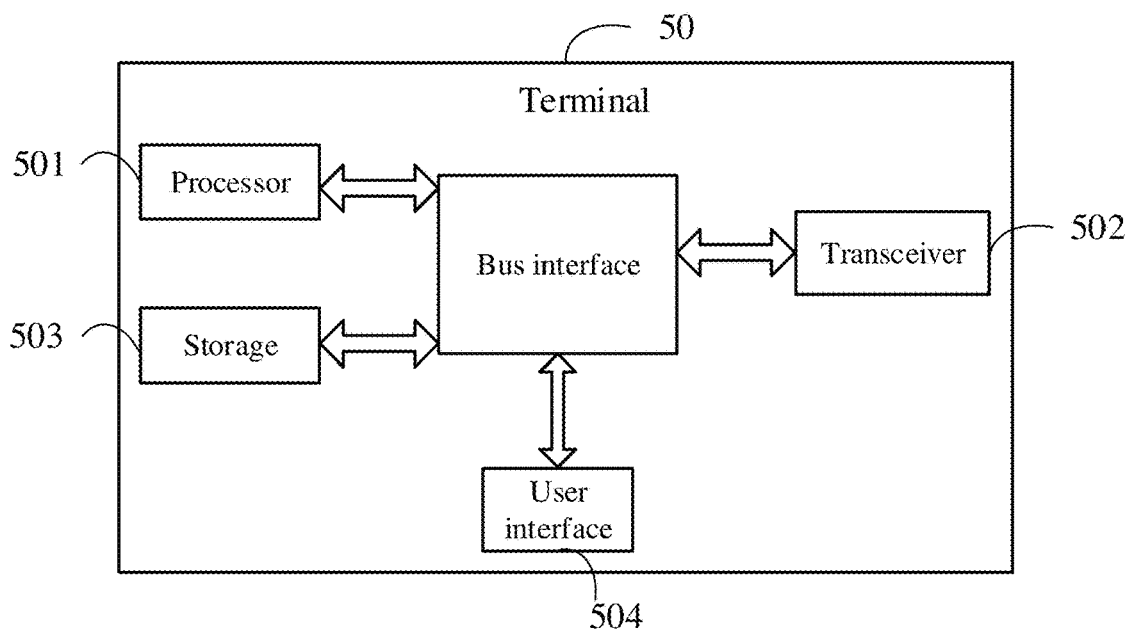 50
Terminal
501
Processor
Bus interface
Transceiver
502
503
Storage
User
interface
504